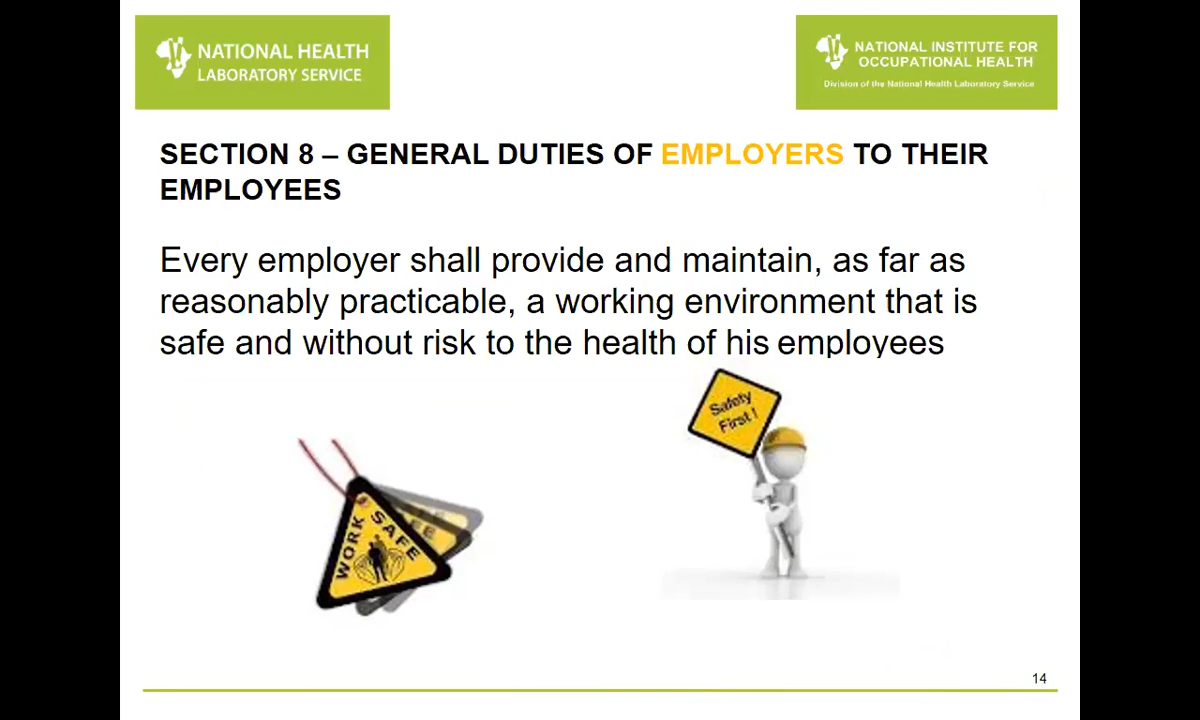 NATIONAL HEALTH
LABORATORY SERVICE
NATIONAL INSTITUTE FOR
OCCUPATIONAL HEALTH
Division of the National Health Laboratory Service
SECTION 8 – GENERAL DUTIES OF EMPLOYERS TO THEIR
EMPLOYEES
Every employer shall provide and maintain, as far as
reasonably practicable, a working environment that is
safe and without risk to the health of his employees
Safety
First !
WORK SAFE
14